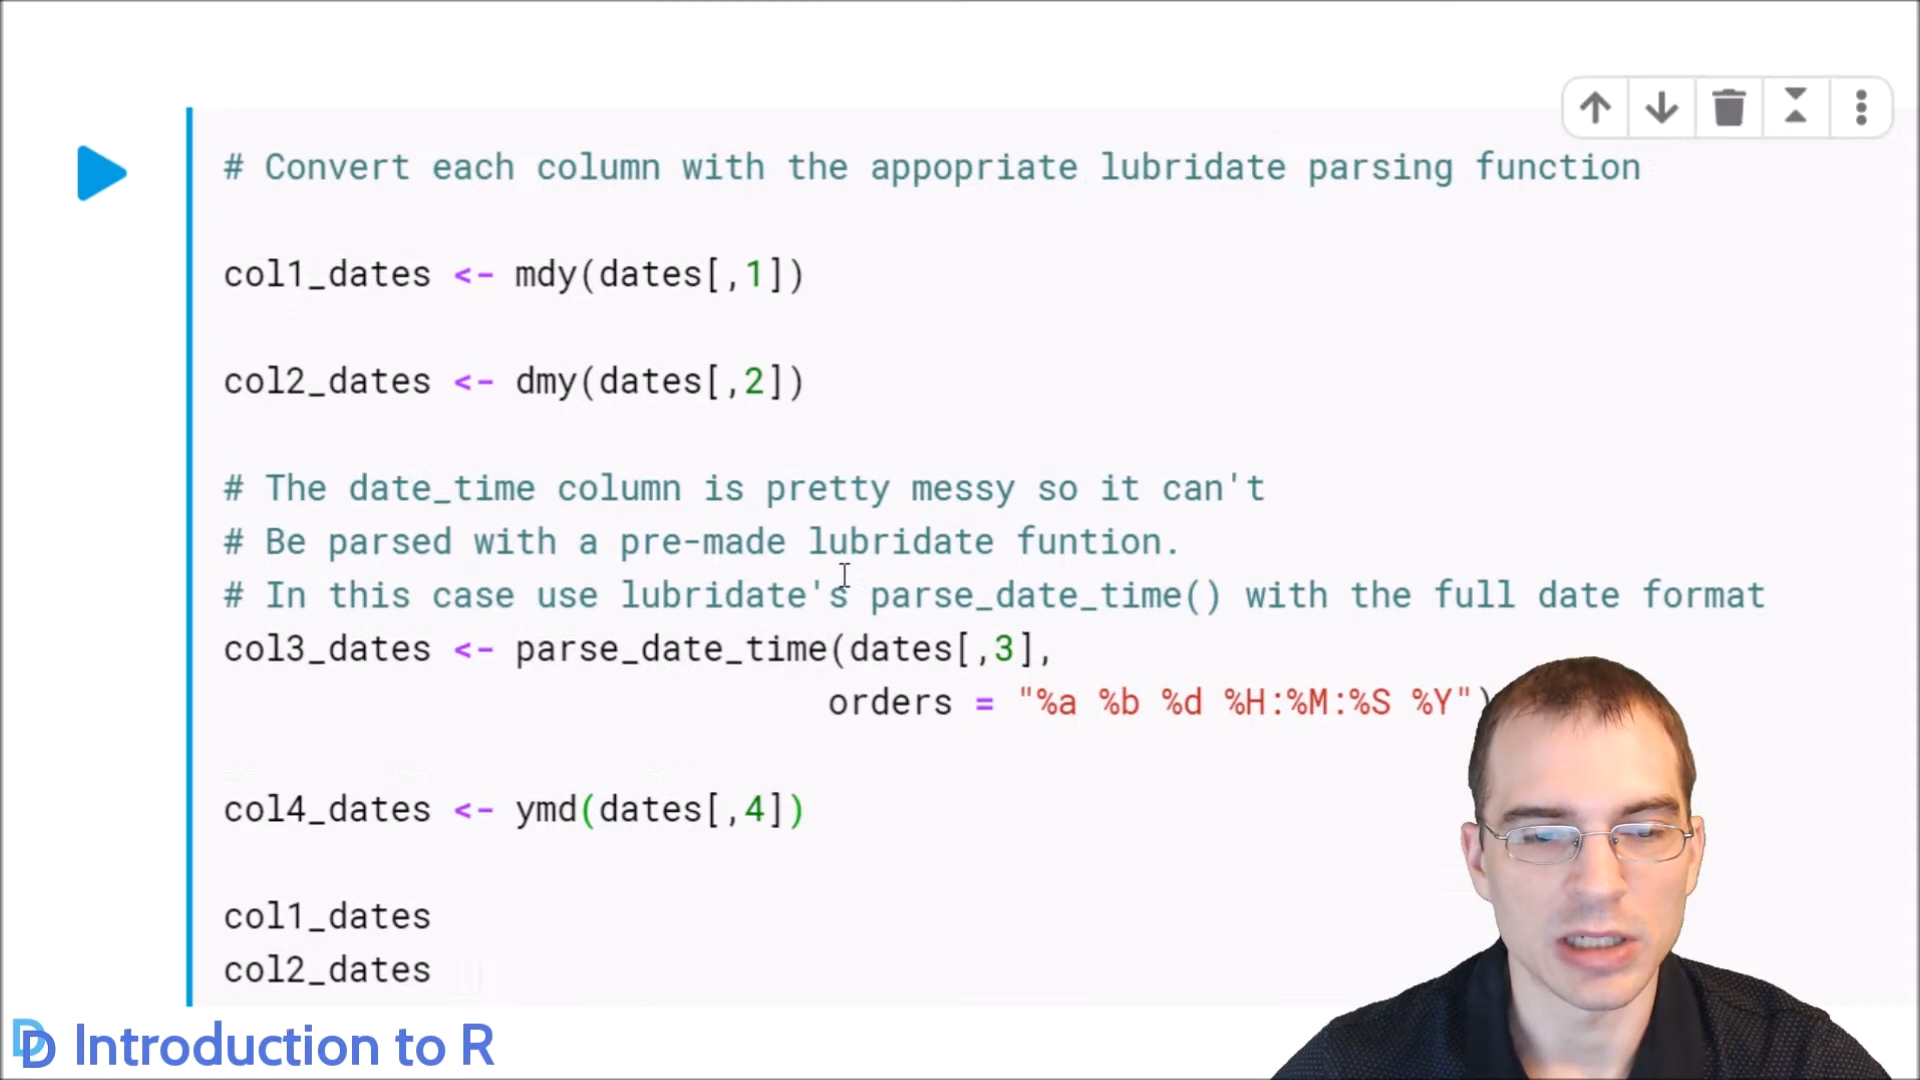 # Convert each column with the appopriate lubridate parsing function
col1_dates <- mdy(dates[,1])
col2_dates <- dmy(dates[,2])
# The date_time column is pretty messy so it can't
# Be parsed with a pre-made lubridate funtion.
# In this case use lubridate's parse_date_time() with the full date format
col3_dates <- parse_date_time(dates[,3],
orders = "%a %b %d %H:%M:%S %Y")
col4_dates <- ymd(dates[,4])
col1_dates
col2_dates
D Introduction to R